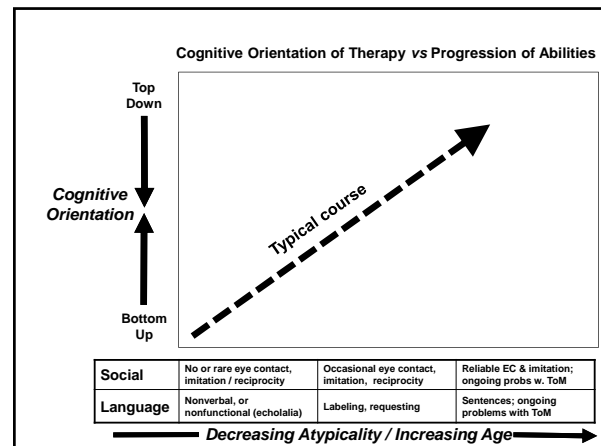 Cognitive Orientation of Therapy vs Progression of Abilities
Top
Down
Cognitive
Orientation
Typical course
Bottom
Up
Social
No or rare eye contact,
imitation / reciprocity
Occasional eye contact,
imitation, reciprocity
Reliable EC & imitation;
ongoing probs w. ToM
Language
Nonverbal, or
nonfunctional (echolalia)
Labeling, requesting
Sentences; ongoing
problems with ToM
Decreasing Atypicality / Increasing Age